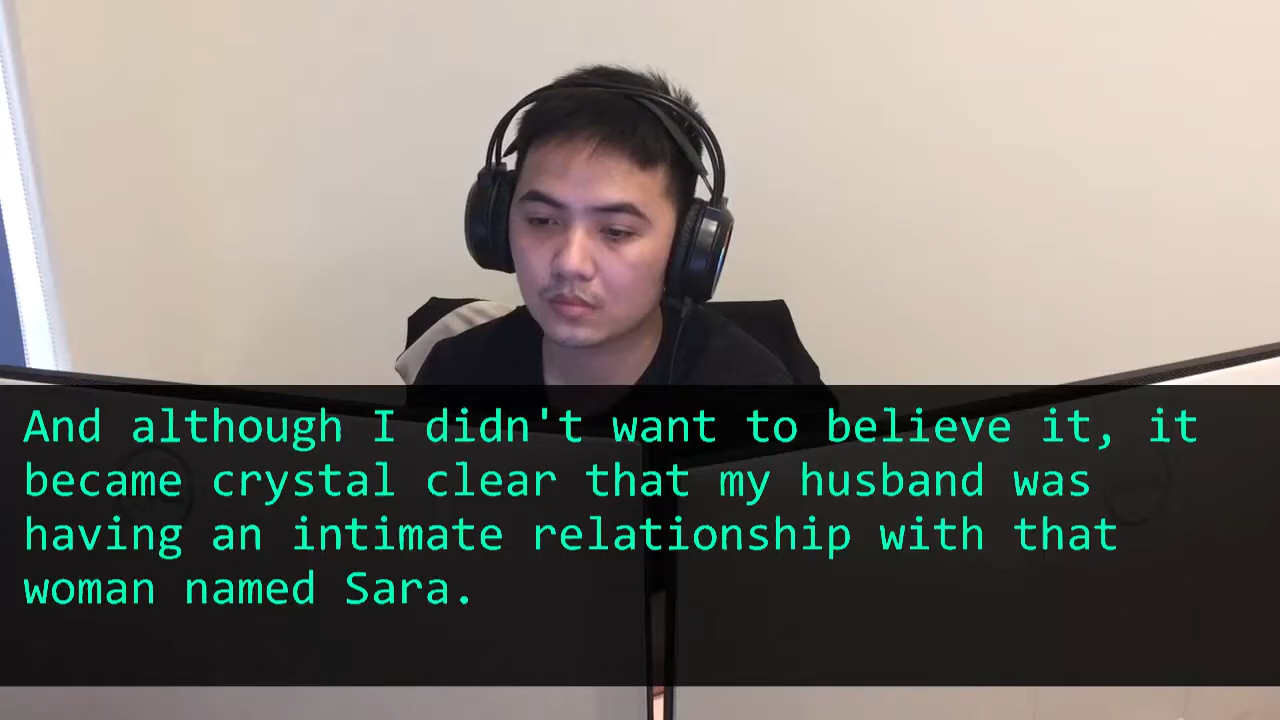 And although I didn't want to believe it, it
became crystal clear that my husband was
having an intimate relationship with that
woman named Sara.